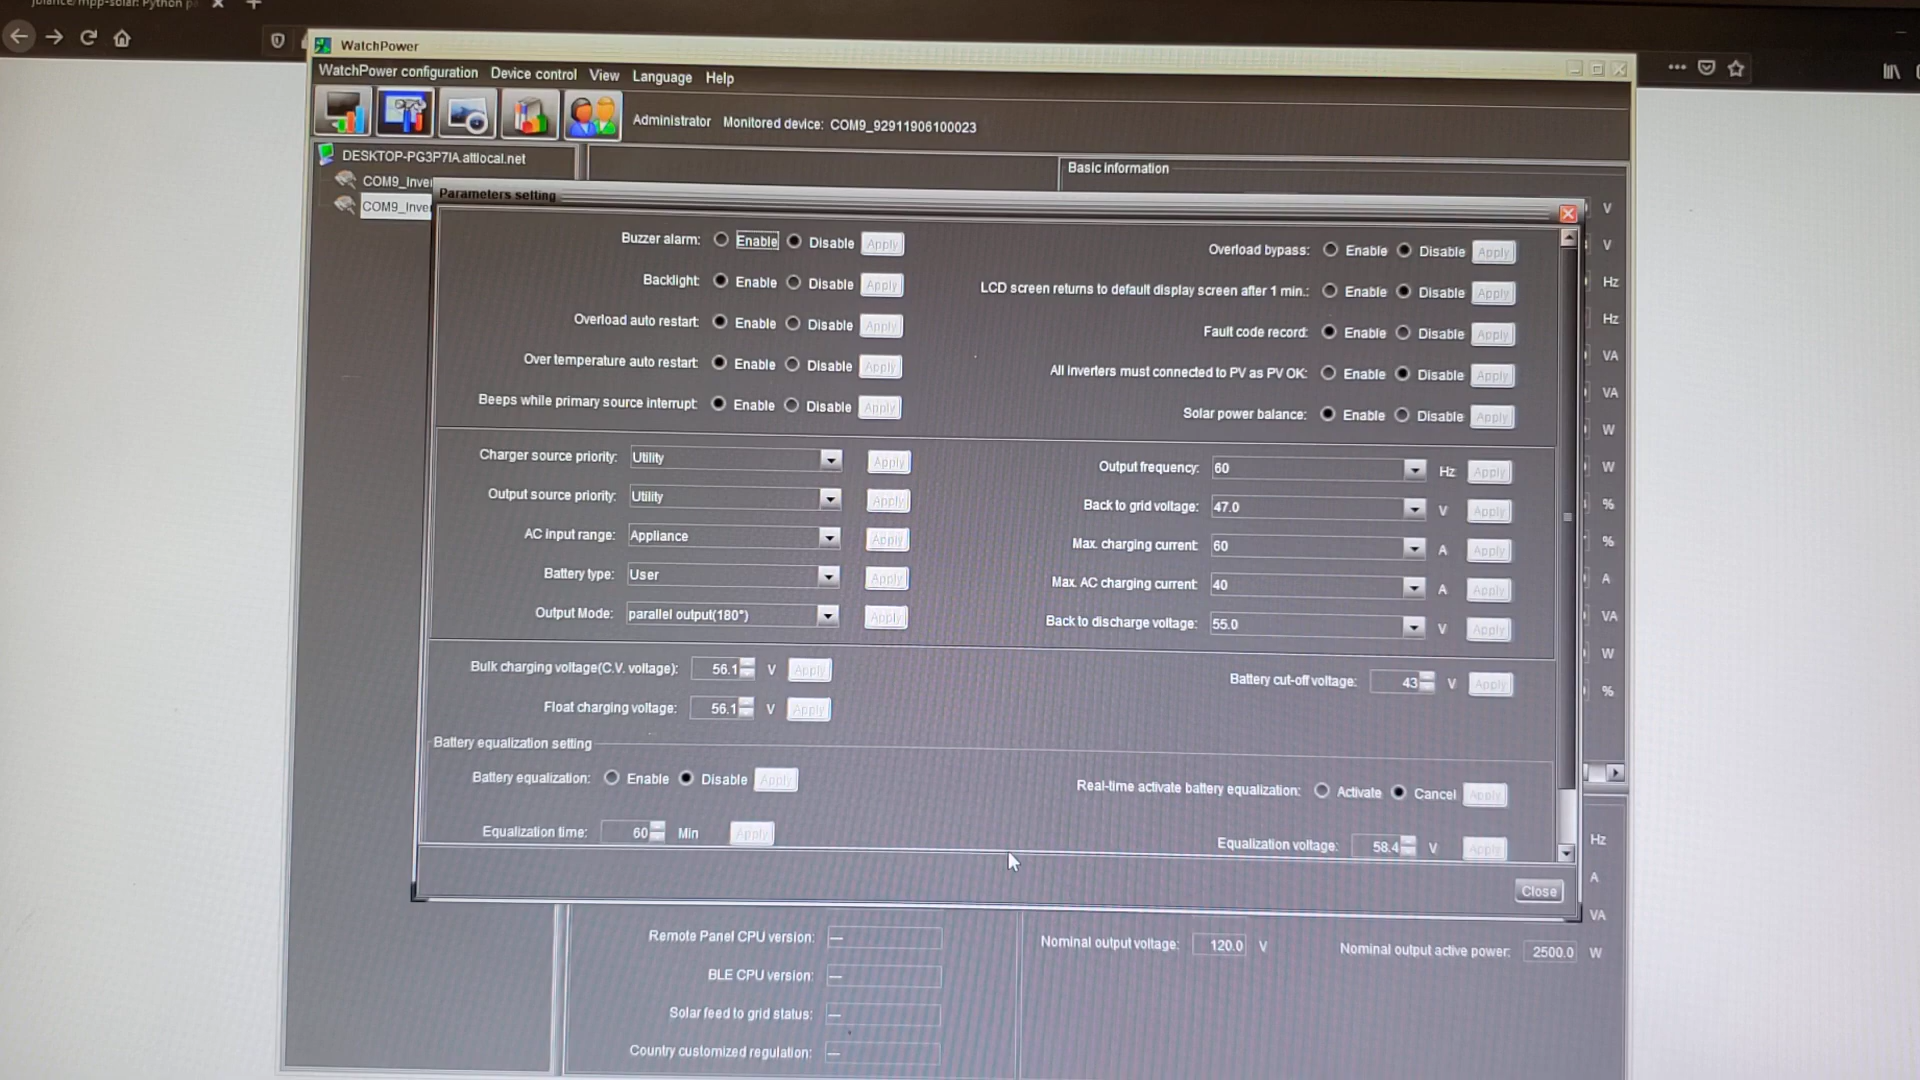 jblance/mpp-solar: Python p
WatchPower
WatchPower configuration Device control View Language Help
Administrator Monitored device: COM9_92911906100023
DESKTOP-PG3P7IA.attlocal.net
COM9_Inve
COM9_Inve
Basic information
Parameters setting
Buzzer alarm: Enable Disable Apply
Overload bypass: Enable Disable Apply
Backlight: Enable Disable Apply
LCD screen returns to default display screen after 1 min.: Enable Disable Apply
Overload auto restart: Enable Disable Apply
Fault code record: Enable Disable Apply
Over temperature auto restart: Enable Disable Apply
All inverters must connected to PV as PV OK: Enable Disable Apply
Beeps while primary source interrupt: Enable Disable Apply
Solar power balance: Enable Disable Apply
Charger source priority: Utility Apply
Output frequency: 60 Hz Apply
Output source priority: Utility Apply
Back to grid voltage: 47.0 V Apply
AC input range: Appliance Apply
Max. charging current: 60 A Apply
Battery type: User Apply
Max. AC charging current: 40 A Apply
Output Mode: parallel output(180°) Apply
Back to discharge voltage: 55.0 V Apply
Bulk charging voltage(C.V. voltage): 56.1 V Apply
Battery cut-off voltage: 43 V Apply
Float charging voltage: 56.1 V Apply
Battery equalization setting
Battery equalization: Enable Disable Apply
Real-time activate battery equalization: Activate Cancel Apply
Equalization time: 60 Min Apply
Equalization voltage: 58.4 V Apply
Close
V
V
Hz
Hz
VA
VA
W
W
%
%
A
VA
W
%
Hz
A
VA
Remote Panel CPU version: ---
Nominal output voltage: 120.0 V
Nominal output active power: 2500.0 W
BLE CPU version: ---
Solar feed to grid status: ---
Country customized regulation: ---